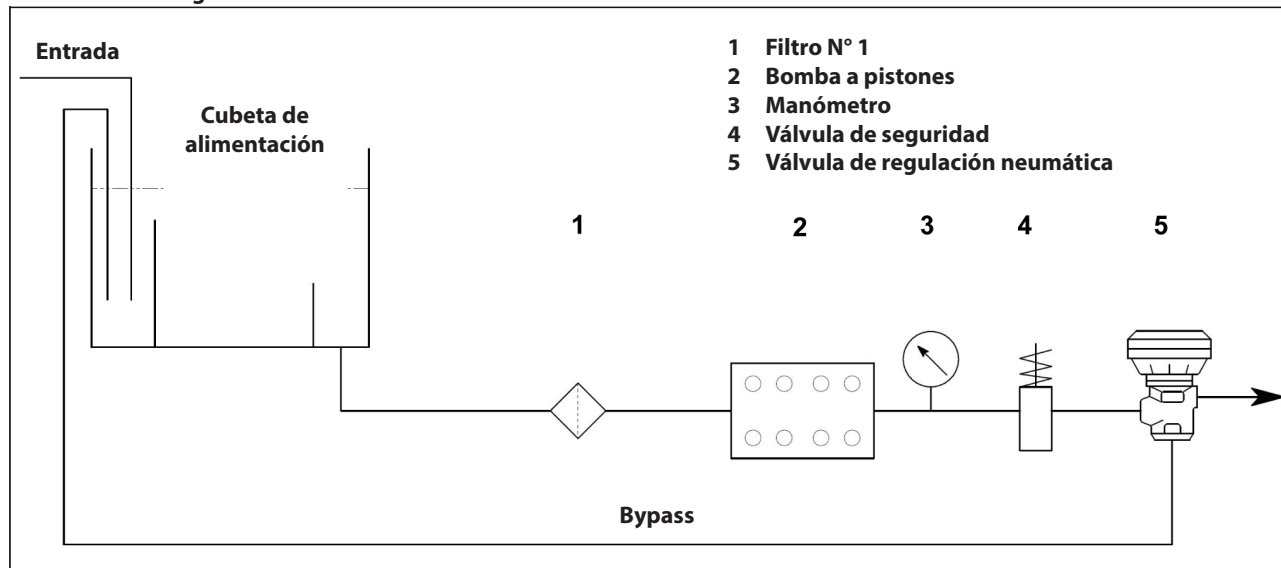 Entrada
Cubeta de
alimentación
1 Filtro N° 1
2 Bomba a pistones
3 Manómetro
4 Válvula de seguridad
5 Válvula de regulación neumática
1 2 3 4 5
Bypass